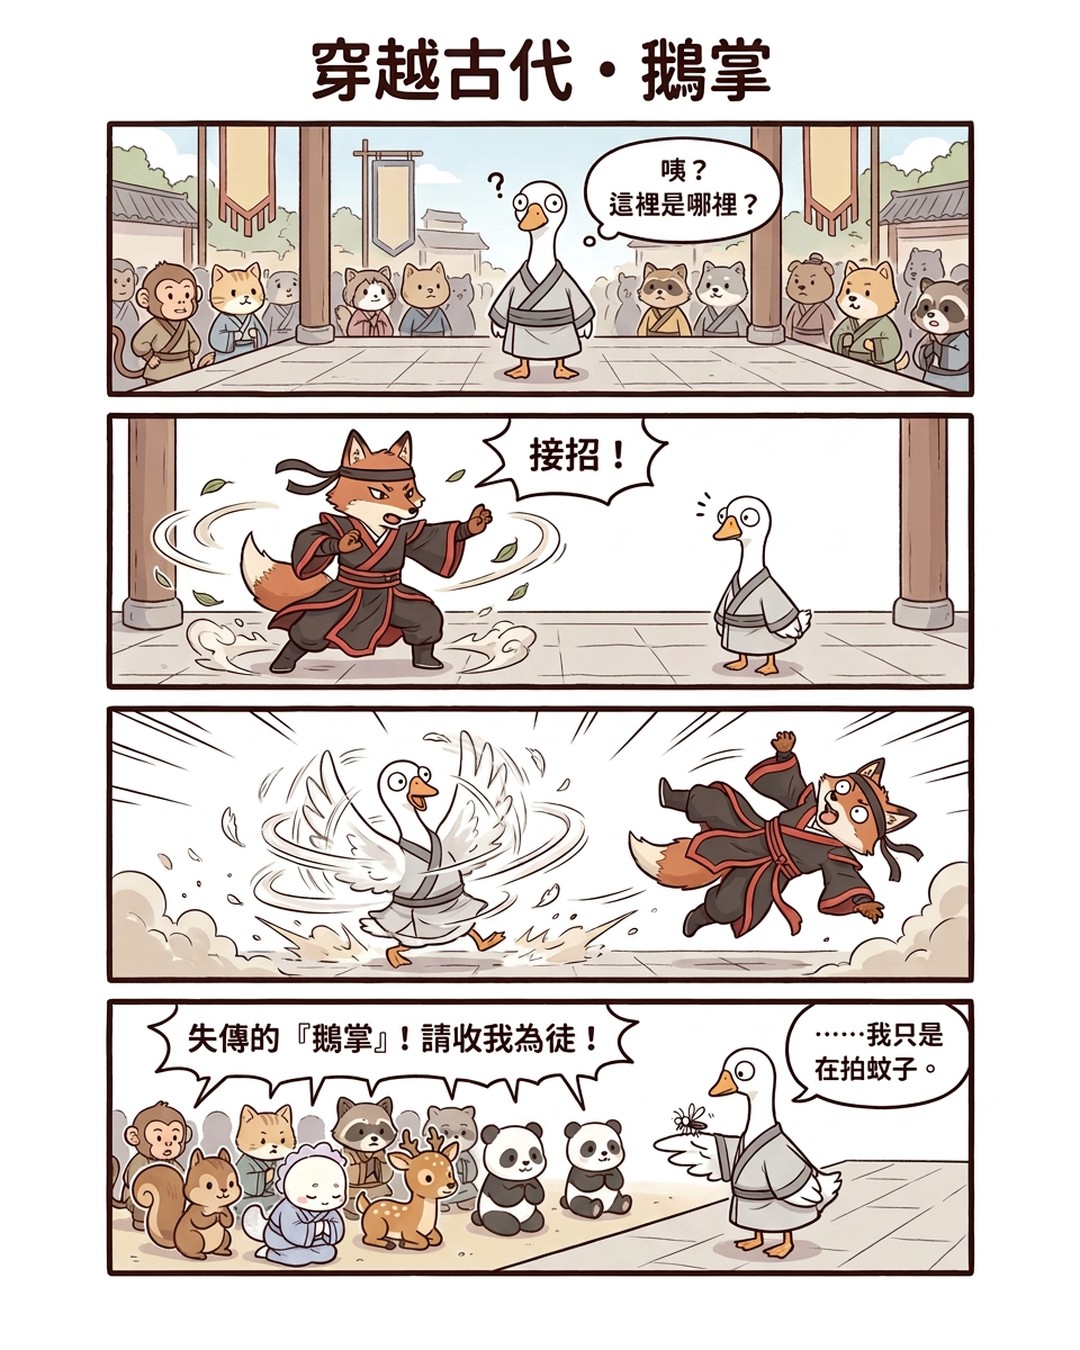 穿越古代・鵝掌
?
咦？
這裡是哪裡？
接招！
失傳的『鵝掌』！請收我為徒！
……我只是
在拍蚊子。